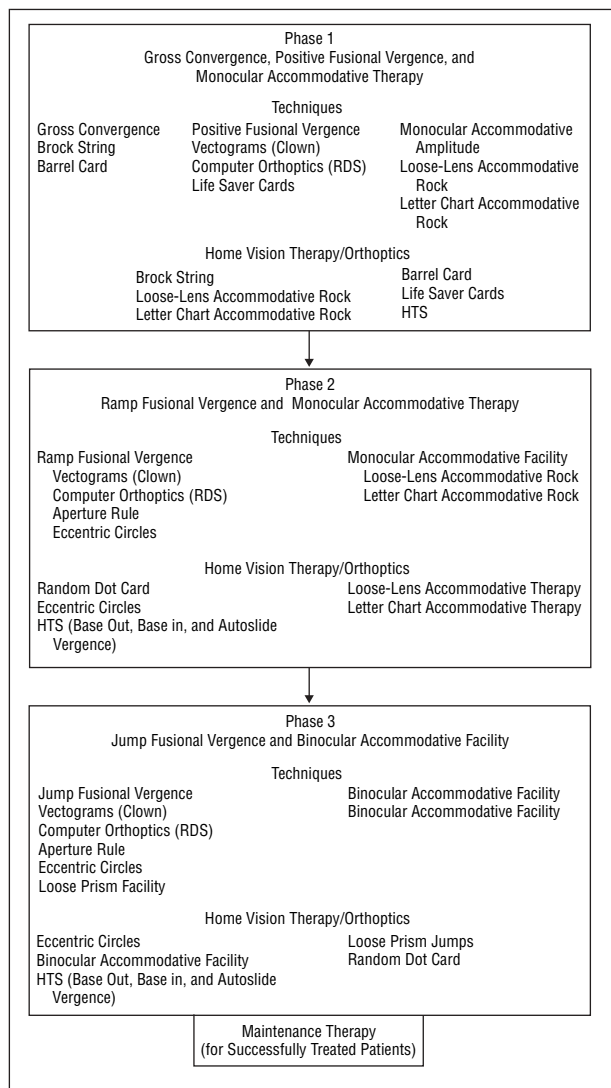 Phase 1
Gross Convergence, Positive Fusional Vergence, and
Monocular Accommodative Therapy
Techniques
Gross Convergence
Brock String
Barrel Card
Positive Fusional Vergence
Vectograms (Clown)
Computer Orthoptics (RDS)
Life Saver Cards
Monocular Accommodative
Amplitude
Loose-Lens Accommodative
Rock
Letter Chart Accommodative
Rock
Home Vision Therapy/Orthoptics
Brock String
Loose-Lens Accommodative Rock
Letter Chart Accommodative Rock
Barrel Card
Life Saver Cards
HTS
Phase 2
Ramp Fusional Vergence and Monocular Accommodative Therapy
Techniques
Ramp Fusional Vergence
Vectograms (Clown)
Computer Orthoptics (RDS)
Aperture Rule
Eccentric Circles
Monocular Accommodative Facility
Loose-Lens Accommodative Rock
Letter Chart Accommodative Rock
Home Vision Therapy/Orthoptics
Random Dot Card
Eccentric Circles
HTS (Base Out, Base in, and Autoslide
Vergence)
Loose-Lens Accommodative Therapy
Letter Chart Accommodative Therapy
Phase 3
Jump Fusional Vergence and Binocular Accommodative Facility
Techniques
Jump Fusional Vergence
Vectograms (Clown)
Computer Orthoptics (RDS)
Aperture Rule
Eccentric Circles
Loose Prism Facility
Binocular Accommodative Facility
Binocular Accommodative Facility
Home Vision Therapy/Orthoptics
Eccentric Circles
Binocular Accommodative Facility
HTS (Base Out, Base in, and Autoslide
Vergence)
Loose Prism Jumps
Random Dot Card
Maintenance Therapy
(for Successfully Treated Patients)